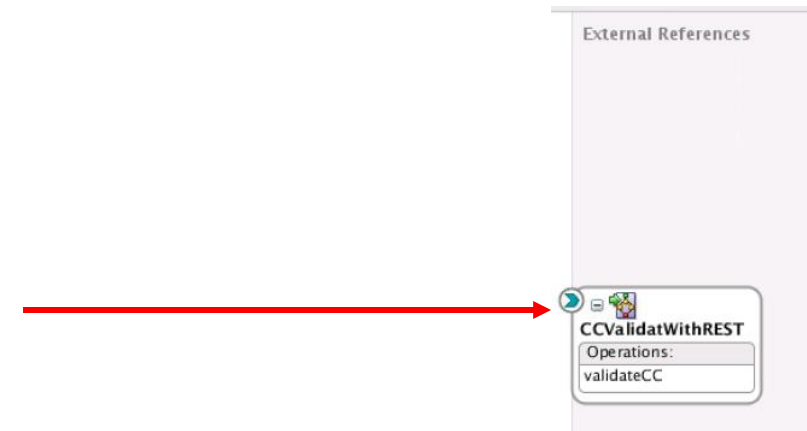 External References
CCValidatWithREST
Operations:
validateCC